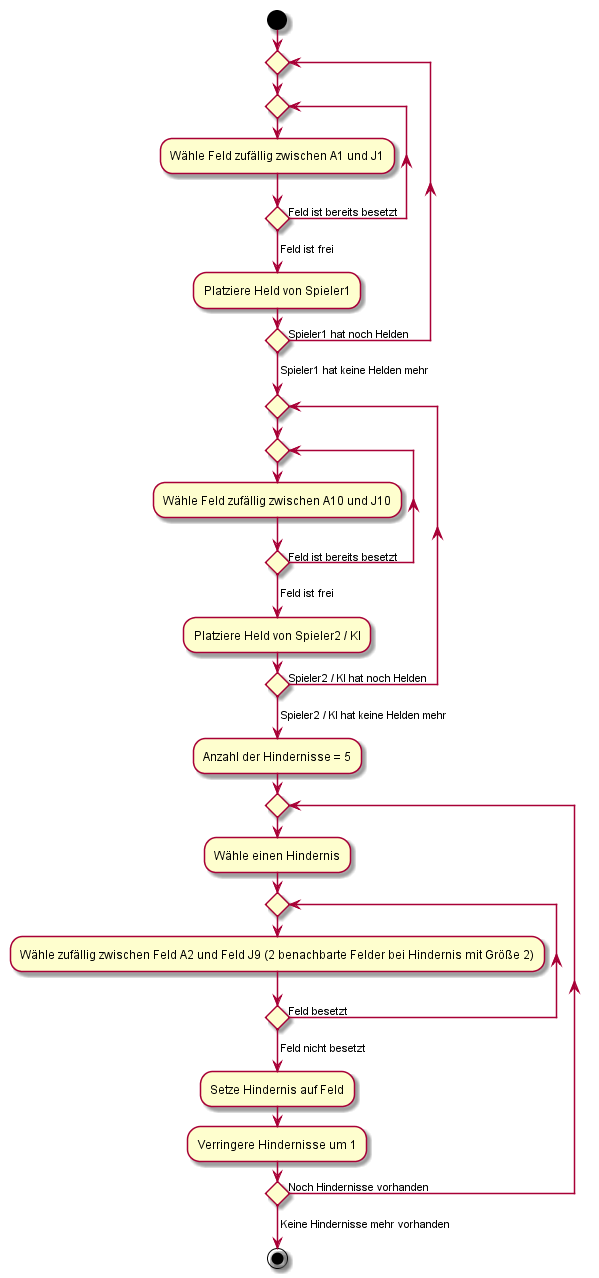 Wähle Feld zufällig zwischen A1 und J1
Feld ist bereits besetzt
Feld ist frei
Platziere Held von Spieler1
Spieler1 hat noch Helden
Spieler1 hat keine Helden mehr
Wähle Feld zufällig zwischen A10 und J10
Feld ist bereits besetzt
Feld ist frei
Platziere Held von Spieler2 / KI
Spieler2 / KI hat noch Helden
Spieler2 / KI hat keine Helden mehr
Anzahl der Hindernisse = 5
Wähle einen Hindernis
Wähle zufällig zwischen Feld A2 und Feld J9 (2 benachbarte Felder bei Hindernis mit Größe 2)
Feld besetzt
Feld nicht besetzt
Setze Hindernis auf Feld
Verringere Hindernisse um 1
Noch Hindernisse vorhanden
Keine Hindernisse mehr vorhanden